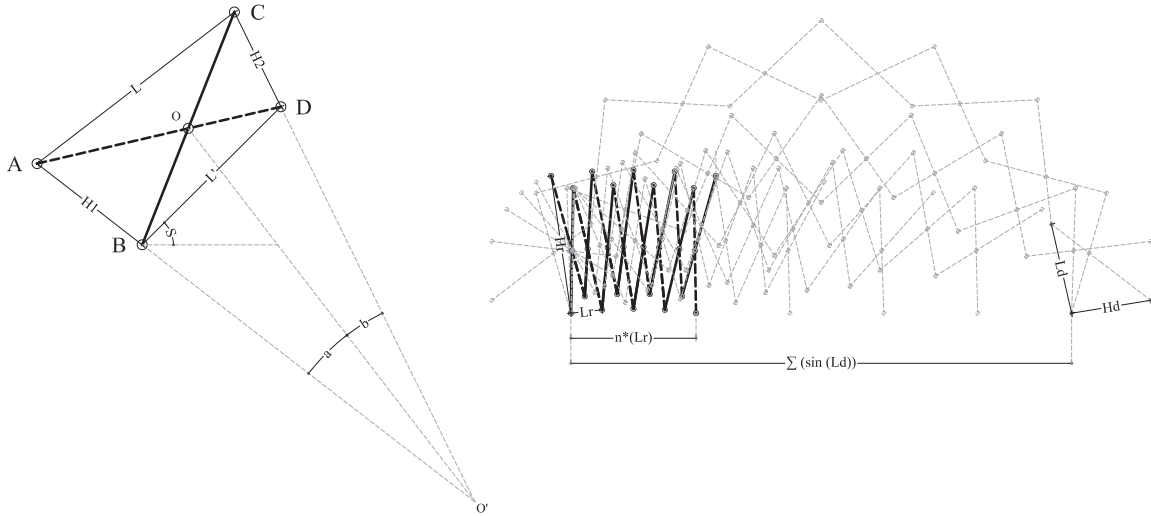 C
L
H2
D
O
A
H1
L'
B
S
a
b
O'
Hr
Lr
n*(Lr)
Ld
Hd
∑ (sin (Ld))